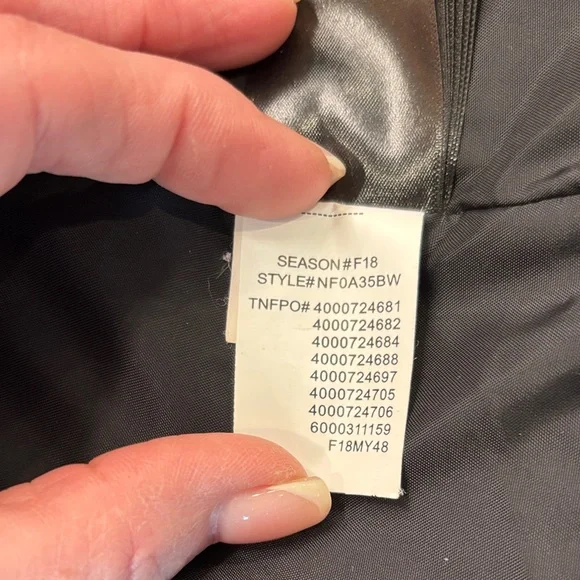 SEASON#F18
STYLE#NF0A35BW
TNFPO# 4000724681
4000724682
4000724684
4000724688
4000724697
4000724705
4000724706
6000311159
F18MY48